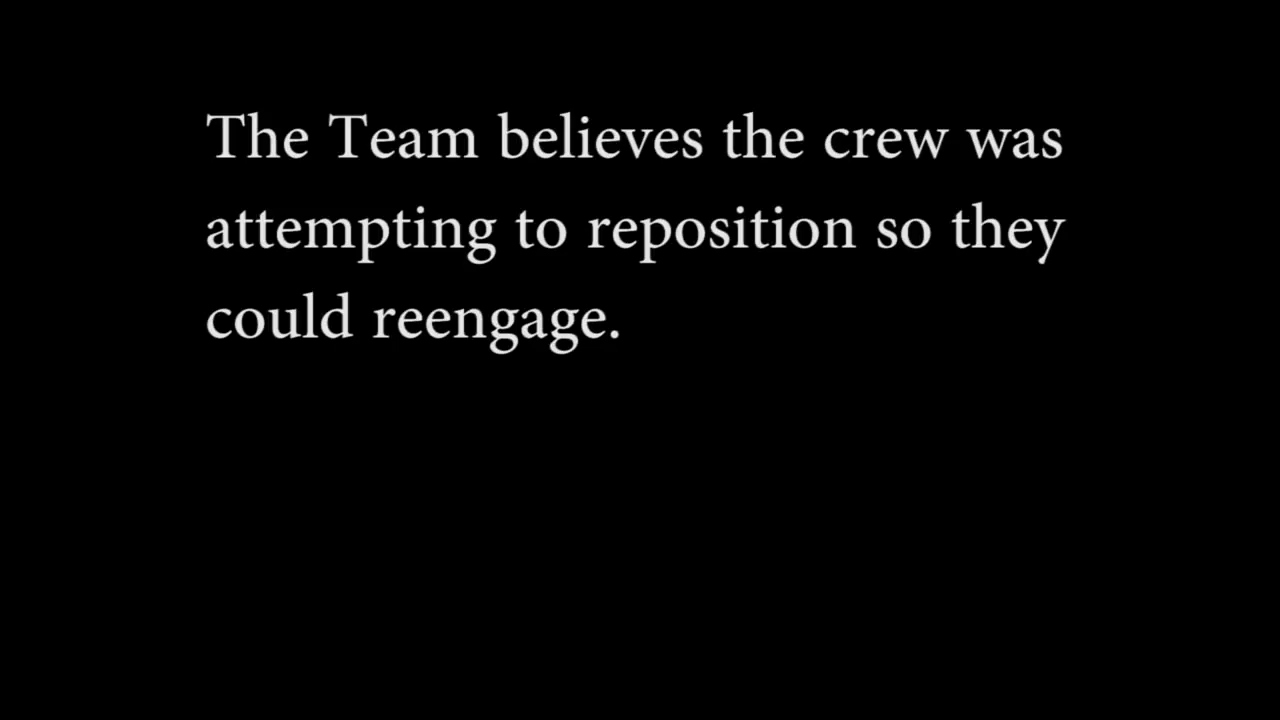 The Team believes the crew was
attempting to reposition so they
could reengage.